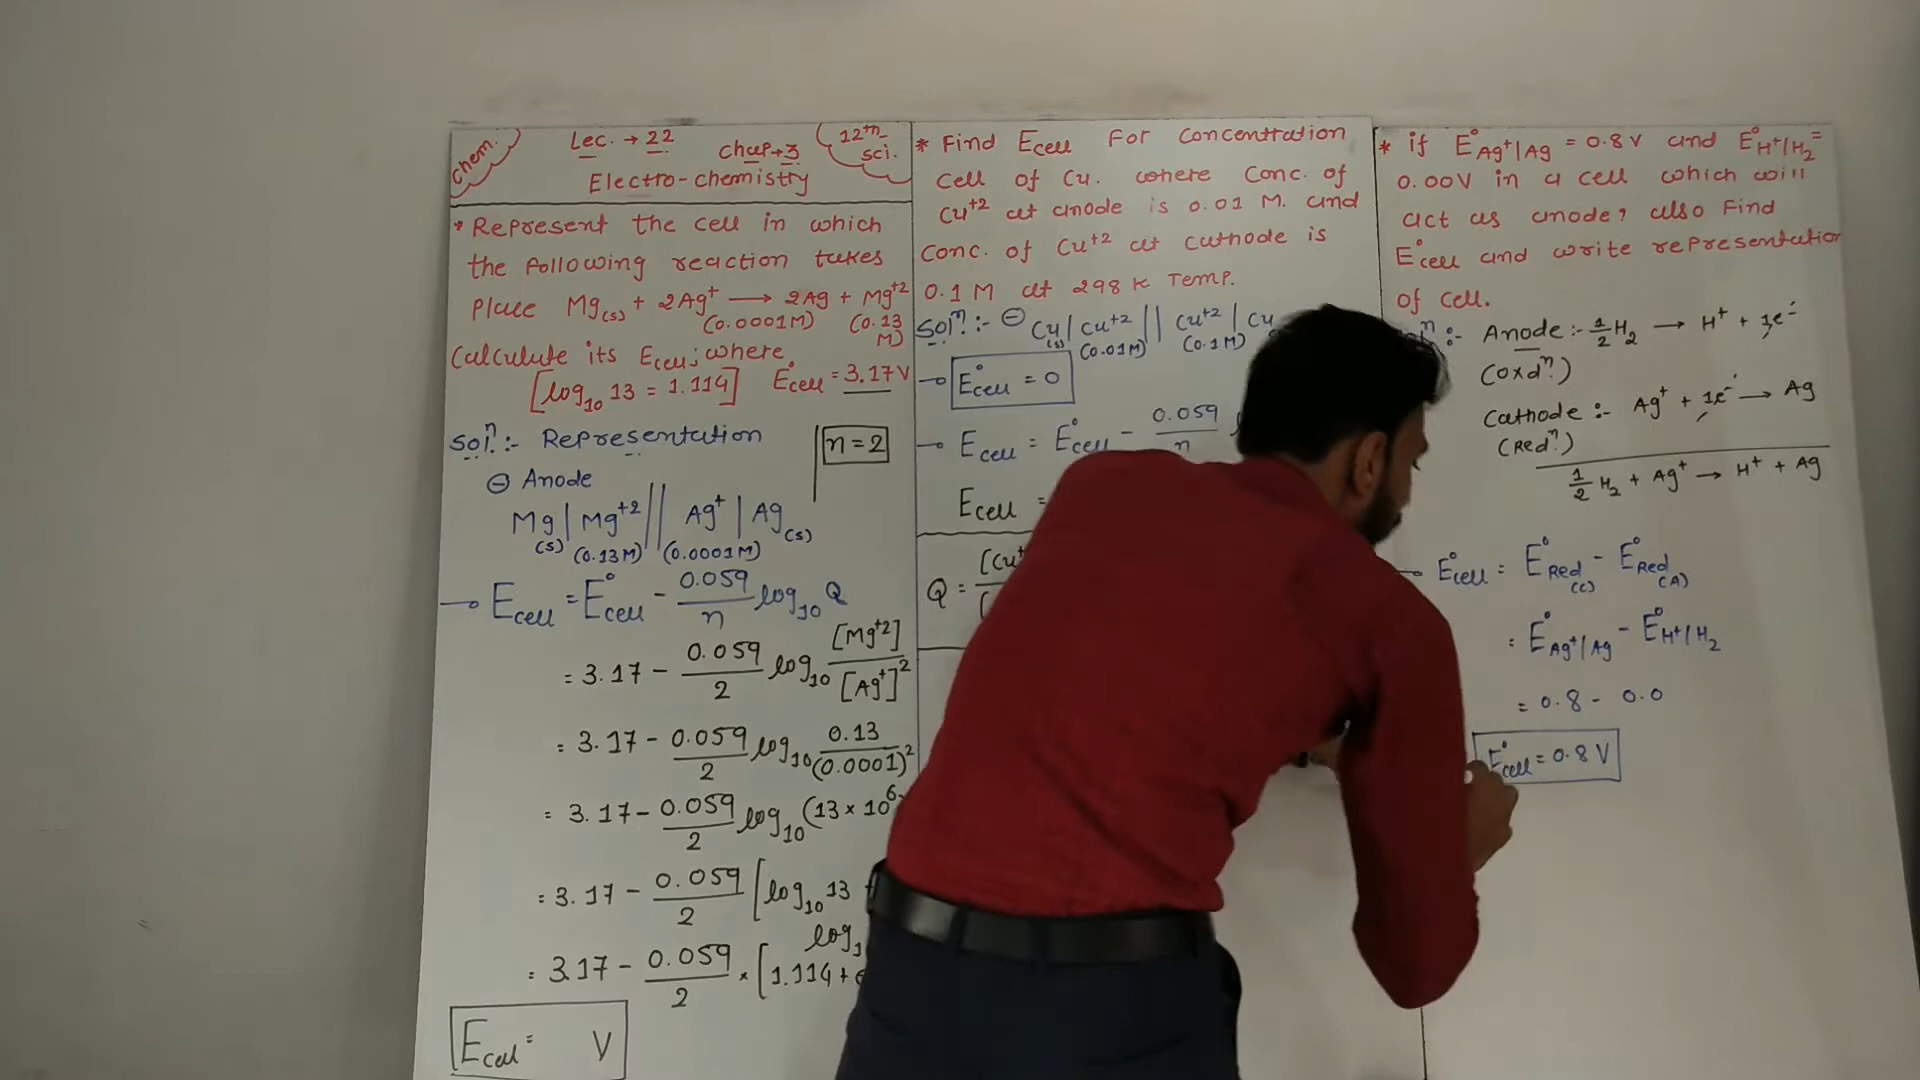 Chem.
Lec. → 22
Chap → 3
12th sci.
Electro-chemistry
* Represent the cell in which
the following reaction takes
place Mg(s) + 2Ag⁺ → 2Ag + Mg⁺²
(0.0001M) (0.13 M)
Calculate its Ecell; where
[log₁₀ 13 = 1.114] E°cell = 3.17 V
Solⁿ :- Representation
n = 2
⊖ Anode
Mg(s) | Mg⁺² || Ag⁺ | Ag(s)
(0.13M) (0.0001M)
→ Ecell = E°cell - 0.059/n log₁₀ Q
= 3.17 - 0.059/2 log₁₀ [Mg⁺²]/[Ag⁺]²
= 3.17 - 0.059/2 log₁₀ 0.13/(0.0001)²
= 3.17 - 0.059/2 log₁₀ (13 × 10⁶
= 3.17 - 0.059/2 [log₁₀ 13 +
log₁
= 3.17 - 0.059/2 × [1.114 + 6
Ecell = V
* Find Ecell For Concentration
Cell of Cu. where Conc. of
Cu⁺² at anode is 0.01 M. and
Conc. of Cu⁺² at Cathode is
0.1 M at 298 K Temp.
Solⁿ :- ⊖ Cu(s) | Cu⁺² || Cu⁺² | Cu
(0.01M) (0.1M)
→ E°cell = 0
→ Ecell = E°cell - 0.059/n
Ecell =
Q =
* if E°Ag⁺|Ag = 0.8 V and E°H⁺|H₂ =
0.00V in a cell which will
act as anode? also Find
E°cell and write representation
of cell.
:- Anode :- 1/2 H₂ → H⁺ + 1e⁻
(Oxdⁿ.)
Cathode :- Ag⁺ + 1e⁻ → Ag
(Redⁿ)
1/2 H₂ + Ag⁺ → H⁺ + Ag
E°cell = E°Red(C) - E°Red(A)
= E°Ag⁺|Ag - E°H⁺|H₂
= 0.8 - 0.0
E°cell = 0.8 V